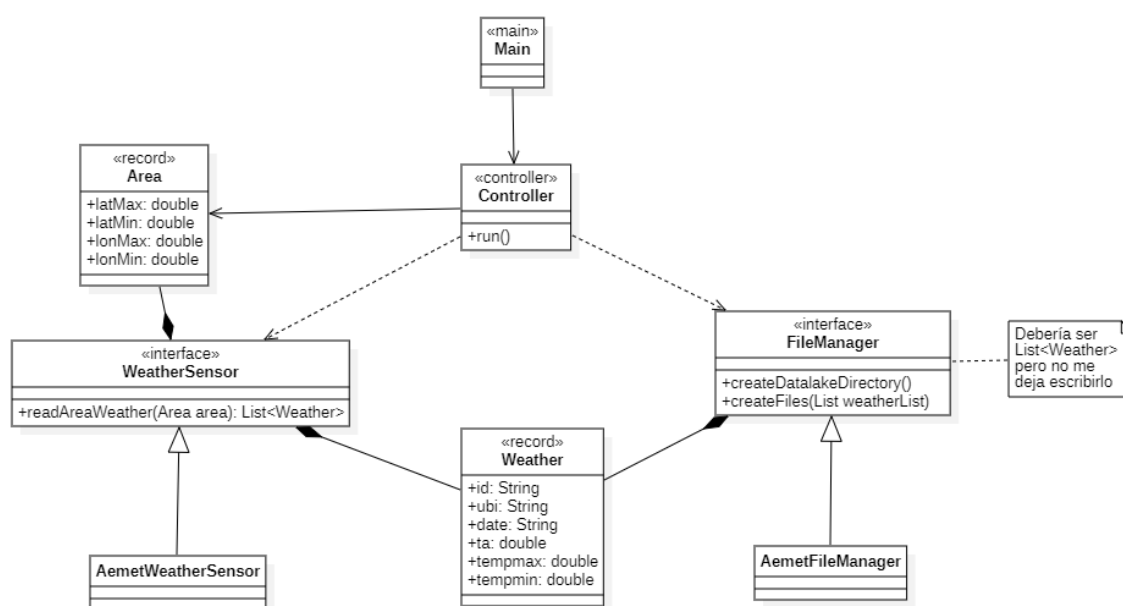 «main»
Main
«record»
Area
+latMax: double
+latMin: double
+lonMax: double
+lonMin: double
«controller»
Controller
+run()
«interface»
WeatherSensor
+readAreaWeather(Area area): List<Weather>
«interface»
FileManager
+createDatalakeDirectory()
+createFiles(List weatherList)
Debería ser
List<Weather>
pero no me
deja escribirlo
«record»
Weather
+id: String
+ubi: String
+date: String
+ta: double
+tempmax: double
+tempmin: double
AemetWeatherSensor
AemetFileManager